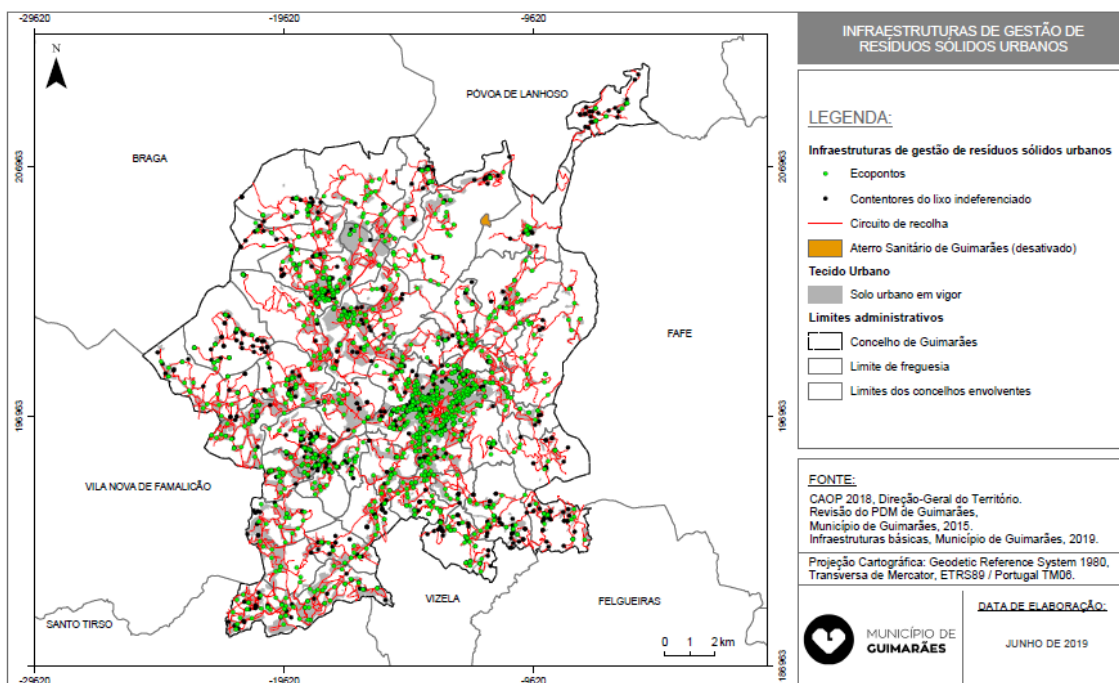 -29620
-19620
-9620
N
PÓVOA DE LANHOSO
BRAGA
206963
206963
FAFE
196963
196963
VILA NOVA DE FAMALICÃO
VIZELA
FELGUEIRAS
SANTO TIRSO
0 1 2 km
186963
-29620
-19620
-9620
INFRAESTRUTURAS DE GESTÃO DE
RESÍDUOS SÓLIDOS URBANOS
LEGENDA:
Infraestruturas de gestão de resíduos sólidos urbanos
Ecopontos
Contentores do lixo indeferenciado
Circuito de recolha
Aterro Sanitário de Guimarães (desativado)
Tecido Urbano
Solo urbano em vigor
Limites administrativos
Concelho de Guimarães
Limite de freguesia
Limites dos concelhos envolventes
FONTE:
CAOP 2018, Direção-Geral do Território.
Revisão do PDM de Guimarães,
Município de Guimarães, 2015.
Infraestruturas básicas, Município de Guimarães, 2019.
Projeção Cartográfica: Geodetic Reference System 1980,
Transversa de Mercator, ETRS89 / Portugal TM06.
MUNICÍPIO DE
GUIMARÃES
DATA DE ELABORAÇÃO:
JUNHO DE 2019